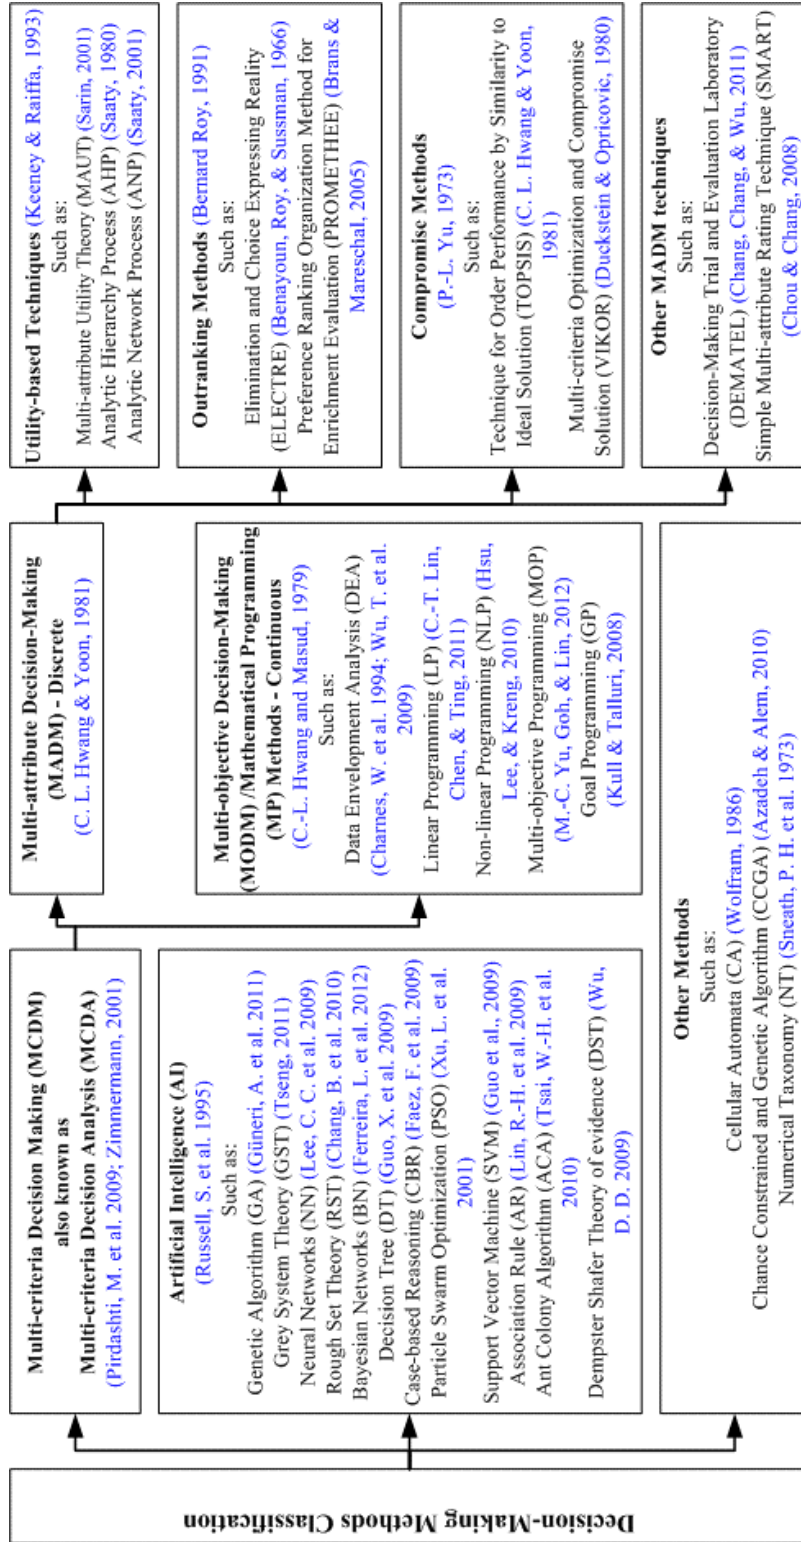 Decision-Making Methods Classification
Multi-criteria Decision Making (MCDM)
also known as
Multi-criteria Decision Analysis (MCDA)
(Pirdashti, M. et al. 2009; Zimmermann, 2001)
Artificial Intelligence (AI)
(Russell, S. et al. 1995)
Such as:
Genetic Algorithm (GA) (Güneri, A. et al. 2011)
Grey System Theory (GST) (Tseng, 2011)
Neural Networks (NN) (Lee, C. C. et al. 2009)
Rough Set Theory (RST) (Chang, B. et al. 2010)
Bayesian Networks (BN) (Ferreira, L. et al. 2012)
Decision Tree (DT) (Guo, X. et al. 2009)
Case-based Reasoning (CBR) (Faez, F. et al. 2009)
Particle Swarm Optimization (PSO) (Xu, L. et al.
2001)
Support Vector Machine (SVM) (Guo et al., 2009)
Association Rule (AR) (Lin, R.-H. et al. 2009)
Ant Colony Algorithm (ACA) (Tsai, W.-H. et al.
2010)
Dempster Shafer Theory of evidence (DST) (Wu,
D. D. 2009)
Other Methods
Such as:
Cellular Automata (CA) (Wolfram, 1986)
Chance Constrained and Genetic Algorithm (CCGA) (Azadeh & Alem, 2010)
Numerical Taxonomy (NT) (Sneath, P. H. et al. 1973)
Multi-attribute Decision-Making
(MADM) - Discrete
(C. L. Hwang & Yoon, 1981)
Multi-objective Decision-Making
(MODM) /Mathematical Programming
(MP) Methods - Continuous
(C.-L. Hwang and Masud, 1979)
Such as:
Data Envelopment Analysis (DEA)
(Charnes, W. et al. 1994; Wu, T. et al.
2009)
Linear Programming (LP) (C.-T. Lin,
Chen, & Ting, 2011)
Non-linear Programming (NLP) (Hsu,
Lee, & Kreng, 2010)
Multi-objective Programming (MOP)
(M.-C. Yu, Goh, & Lin, 2012)
Goal Programming (GP)
(Kull & Talluri, 2008)
Utility-based Techniques (Keeney & Raiffa, 1993)
Such as:
Multi-attribute Utility Theory (MAUT) (Sarin, 2001)
Analytic Hierarchy Process (AHP) (Saaty, 1980)
Analytic Network Process (ANP) (Saaty, 2001)
Outranking Methods (Bernard Roy, 1991)
Such as:
Elimination and Choice Expressing Reality
(ELECTRE) (Benayoun, Roy, & Sussman, 1966)
Preference Ranking Organization Method for
Enrichment Evaluation (PROMETHEE) (Brans &
Mareschal, 2005)
Compromise Methods
(P.-L. Yu, 1973)
Such as:
Technique for Order Performance by Similarity to
Ideal Solution (TOPSIS) (C. L. Hwang & Yoon,
1981)
Multi-criteria Optimization and Compromise
Solution (VIKOR) (Duckstein & Opricovic, 1980)
Other MADM techniques
Such as:
Decision-Making Trial and Evaluation Laboratory
(DEMATEL) (Chang, Chang, & Wu, 2011)
Simple Multi-attribute Rating Technique (SMART)
(Chou & Chang, 2008)